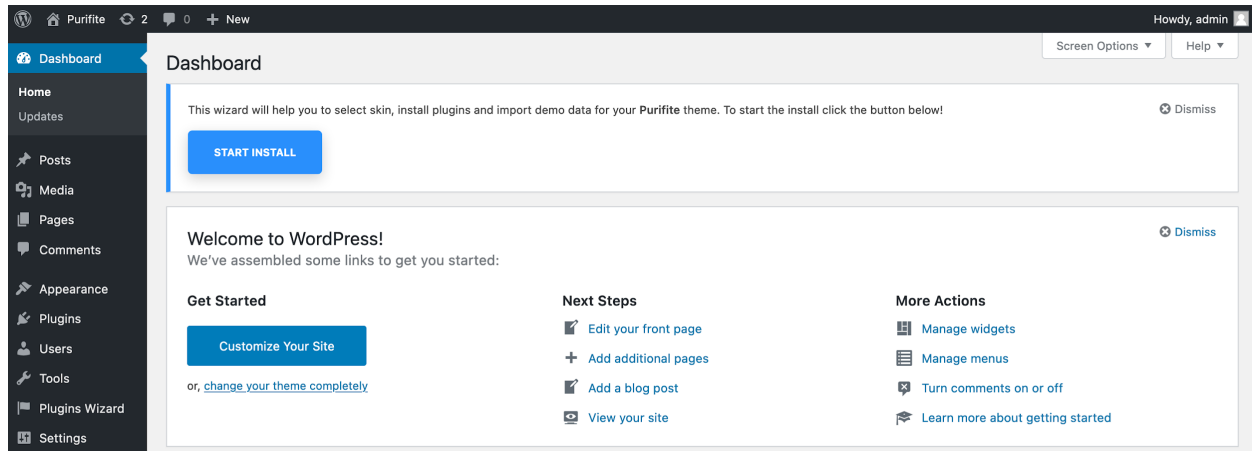 Purifite 2 0 New Howdy, admin
Dashboard
Home
Updates
Posts
Media
Pages
Comments
Appearance
Plugins
Users
Tools
Plugins Wizard
Settings
Screen Options Help
Dashboard
This wizard will help you to select skin, install plugins and import demo data for your Purifite theme. To start the install click the button below!
Dismiss
START INSTALL
Welcome to WordPress!
Dismiss
We've assembled some links to get you started:
Get Started
Customize Your Site
or, change your theme completely
Next Steps
Edit your front page
Add additional pages
Add a blog post
View your site
More Actions
Manage widgets
Manage menus
Turn comments on or off
Learn more about getting started